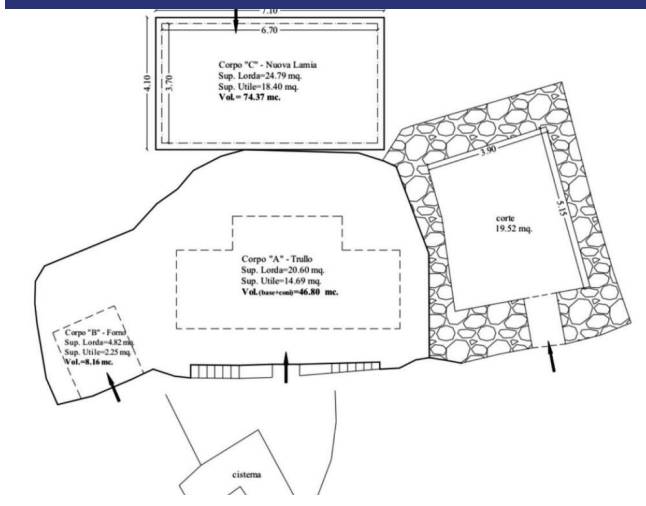 7.10
6.70
4.10
3.70
Corpo "C" - Nuova Lamia
Sup. Lorda=24.79 mq.
Sup. Utile=18.40 mq.
Vol.= 74.37 mc.
3.90
5.15
corte
19.52 mq.
Corpo "A" - Trullo
Sup. Lorda=20.60 mq.
Sup. Utile=14.69 mq.
Vol.(base+coni)=46.80 mc.
Corpo "B" - Forno
Sup. Lorda=4.82 mq.
Sup. Utile=2.25 mq.
Vol.=8.16 mc.
cisterna